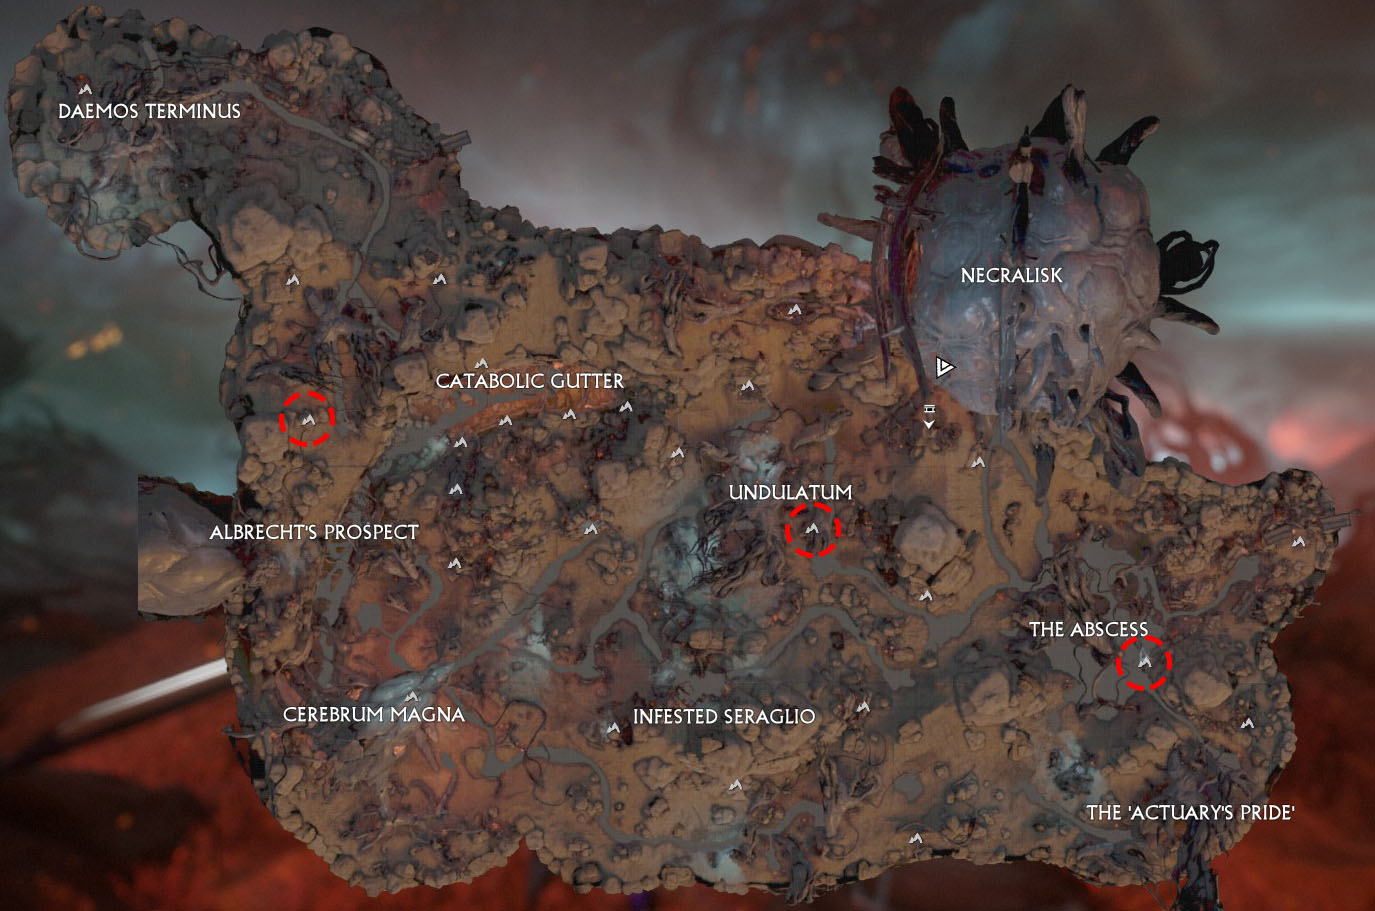 DAEMOS TERMINUS
NECRALISK
CATABOLIC GUTTER
UNDULATUM
ALBRECHT'S PROSPECT
THE ABSCESS
CEREBRUM MAGNA
INFESTED SERAGLIO
THE 'ACTUARY'S PRIDE'